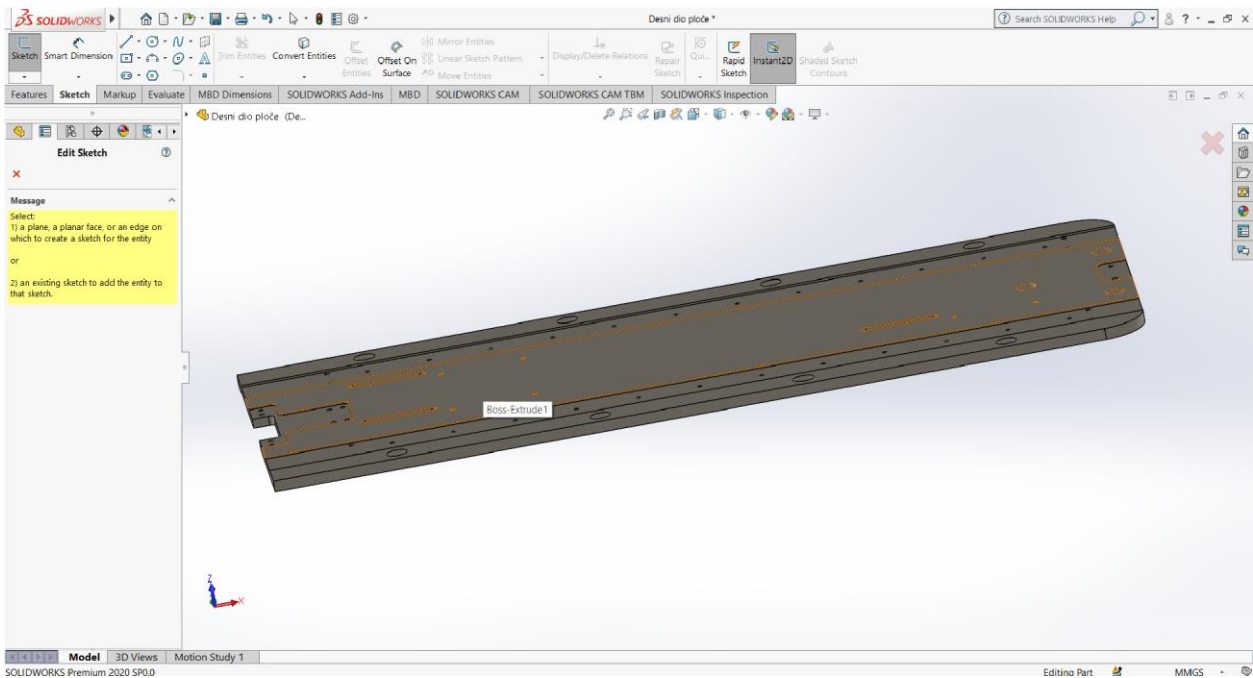 SOLIDWORKS
Desni dio ploče *
Search SOLIDWORKS Help
Sketch
Smart Dimension
Trim Entities
Convert Entities
Offset Entities
Offset On Surface
Mirror Entities
Linear Sketch Pattern
Move Entities
Display/Delete Relations
Repair Sketch
Qui...
Rapid Sketch
Instant2D
Shaded Sketch Contours
Features
Sketch
Markup
Evaluate
MBD Dimensions
SOLIDWORKS Add-Ins
MBD
SOLIDWORKS CAM
SOLIDWORKS CAM TBM
SOLIDWORKS Inspection
Desni dio ploče (De...
Edit Sketch
Message
Select:
1) a plane, a planar face, or an edge on
which to create a sketch for the entity
or
2) an existing sketch to add the entity to
that sketch.
Boss-Extrude1
Z
X
Model
3D Views
Motion Study 1
SOLIDWORKS Premium 2020 SP0.0
Editing Part
MMGS